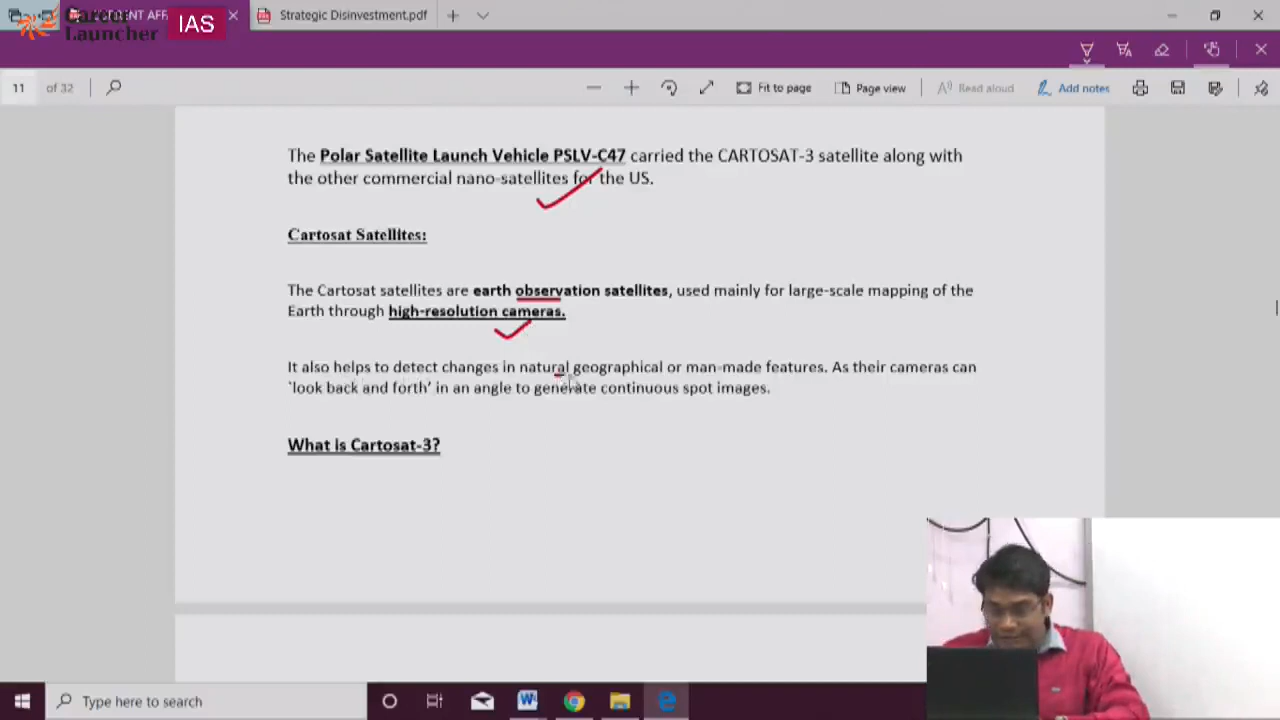 Career
Launcher
IAS
CURRENT AFF
Strategic Disinvestment.pdf
11
of 32
Fit to page
Page view
Read aloud
Add notes
The Polar Satellite Launch Vehicle PSLV-C47 carried the CARTOSAT-3 satellite along with
the other commercial nano-satellites for the US.
Cartosat Satellites:
The Cartosat satellites are earth observation satellites, used mainly for large-scale mapping of the
Earth through high-resolution cameras.
It also helps to detect changes in natural geographical or man-made features. As their cameras can
`look back and forth’ in an angle to generate continuous spot images.
What is Cartosat-3?
Type here to search